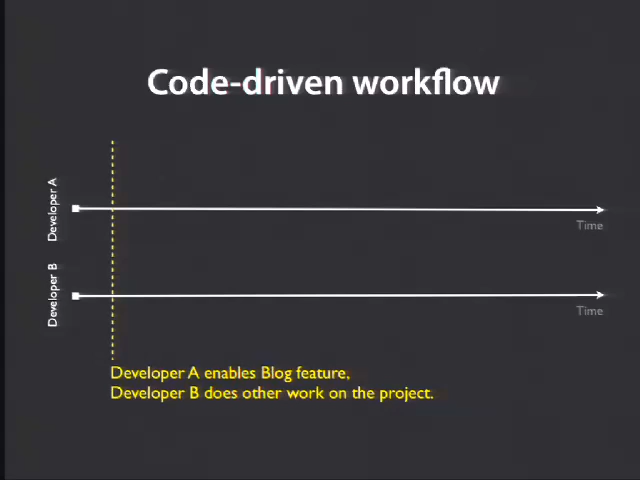 Code-driven workflow
Developer A
Time
Developer B
Time
Developer A enables Blog feature,
Developer B does other work on the project.